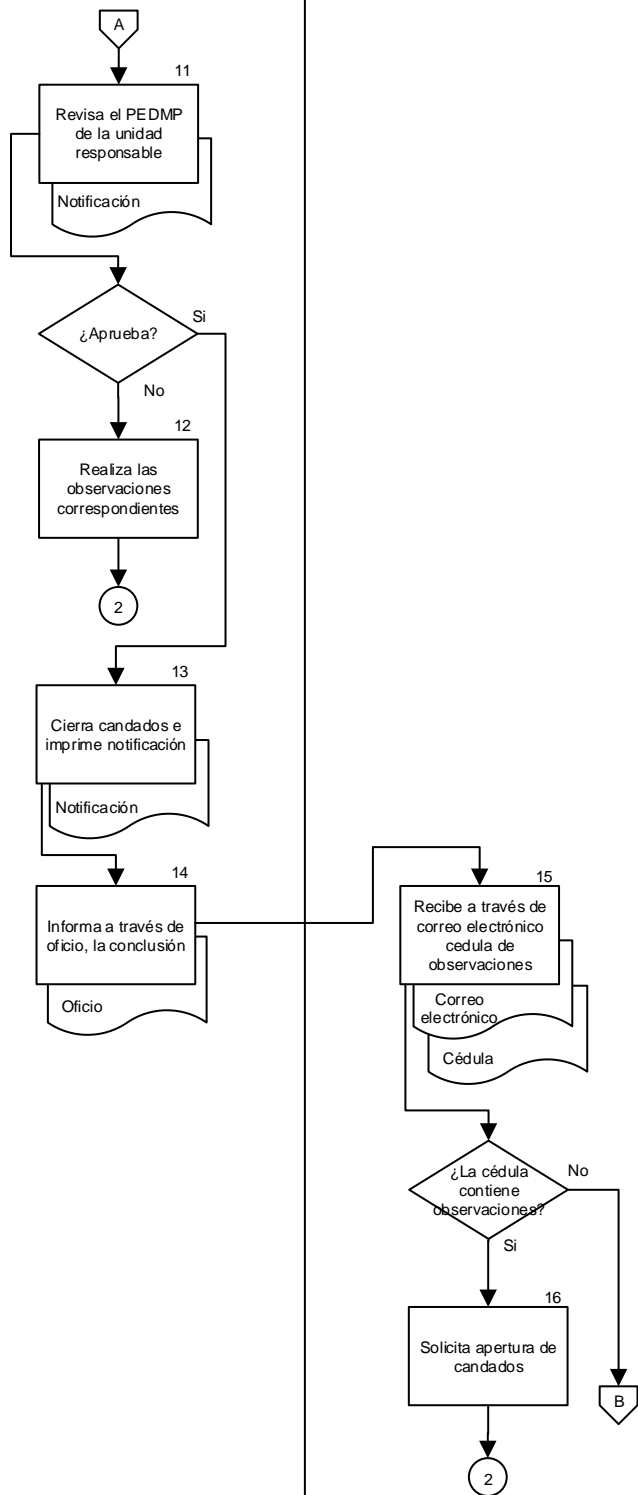 A
11
Revisa el PEDMP
de la unidad
responsable
Notificación
¿Aprueba?
Si
No
12
Realiza las
observaciones
correspondientes
2
13
Cierra candados e
imprime notificación
Notificación
14
Informa a través de
oficio, la conclusión
Oficio
15
Recibe a través de
correo electrónico
cedula de
observaciones
Correo
electrónico
Cédula
¿La cédula
contiene
observaciones?
No
Si
16
Solicita apertura de
candados
B
2